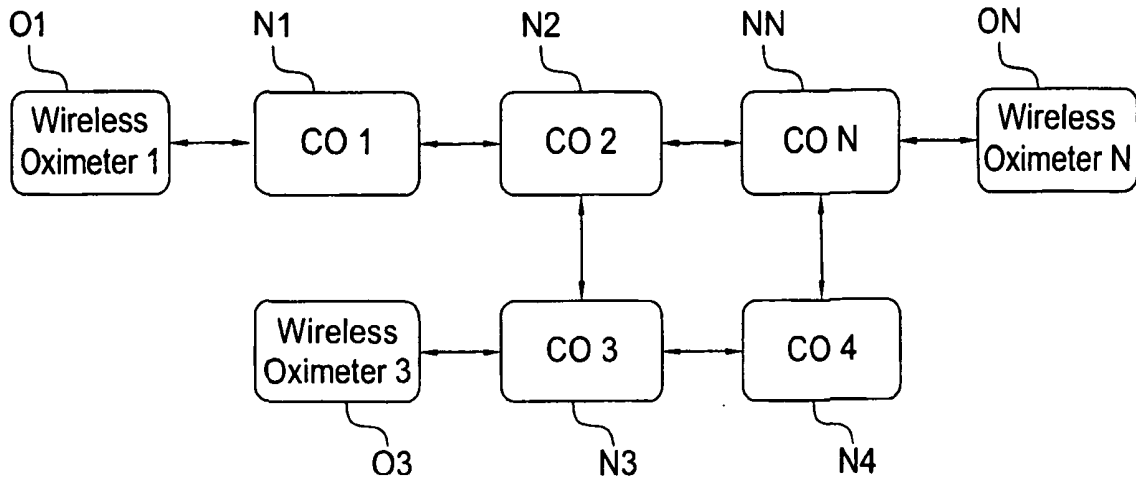 O1
N1
N2
NN
ON
Wireless
Oximeter 1
CO 1
CO 2
CO N
Wireless
Oximeter N
Wireless
Oximeter 3
CO 3
CO 4
O3
N3
N4